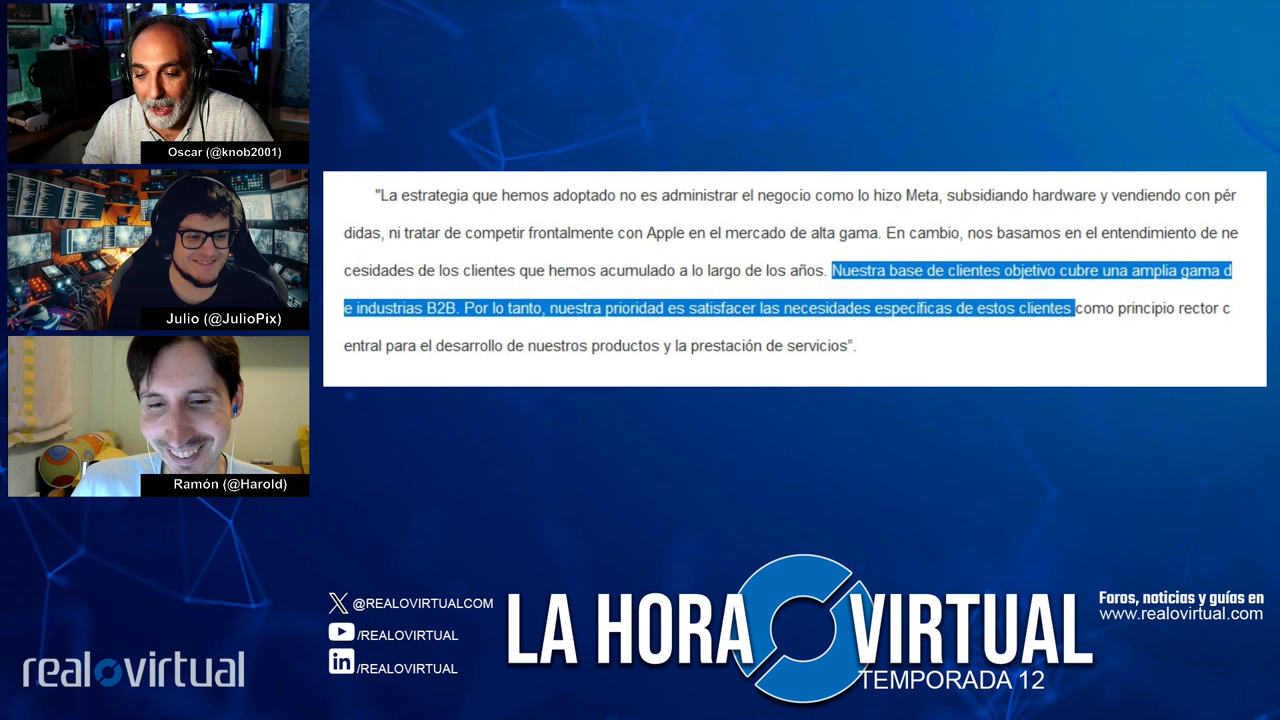 Oscar (@knob2001)
Julio (@JulioPix)
Ramón (@Harold)
"La estrategia que hemos adoptado no es administrar el negocio como lo hizo Meta, subsidiando hardware y vendiendo con pér
didas, ni tratar de competir frontalmente con Apple en el mercado de alta gama. En cambio, nos basamos en el entendimiento de ne
cesidades de los clientes que hemos acumulado a lo largo de los años. Nuestra base de clientes objetivo cubre una amplia gama d
e industrias B2B. Por lo tanto, nuestra prioridad es satisfacer las necesidades específicas de estos clientes como principio rector c
entral para el desarrollo de nuestros productos y la prestación de servicios”.
realovirtual
@REALOVIRTUALCOM
/REALOVIRTUAL
/REALOVIRTUAL
LA HORA VIRTUAL
TEMPORADA 12
Foros, noticias y guías en
www.realovirtual.com